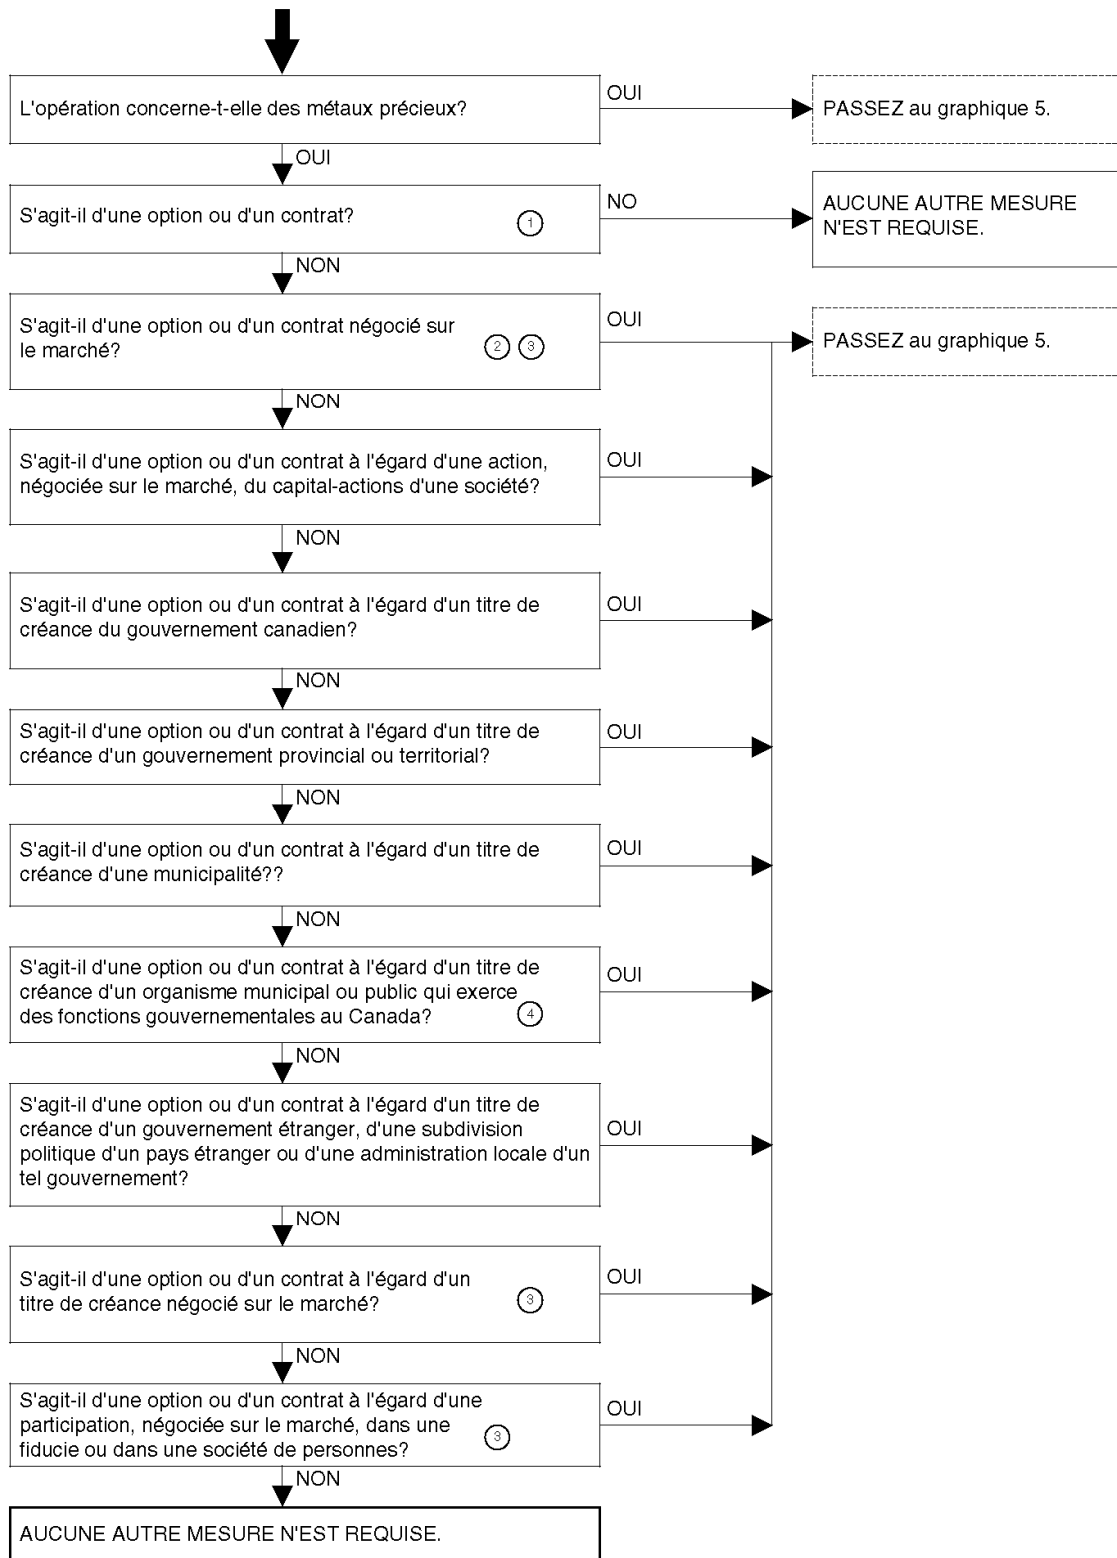 L'opération concerne-t-elle des métaux précieux?
OUI
PASSEZ au graphique 5.
OUI
S'agit-il d'une option ou d'un contrat?
1
NO
AUCUNE AUTRE MESURE
N'EST REQUISE.
NON
S'agit-il d'une option ou d'un contrat négocié sur
le marché?
2 3
OUI
PASSEZ au graphique 5.
NON
S'agit-il d'une option ou d'un contrat à l'égard d'une action,
négociée sur le marché, du capital-actions d'une société?
OUI
NON
S'agit-il d'une option ou d'un contrat à l'égard d'un titre de
créance du gouvernement canadien?
OUI
NON
S'agit-il d'une option ou d'un contrat à l'égard d'un titre de
créance d'un gouvernement provincial ou territorial?
OUI
NON
S'agit-il d'une option ou d'un contrat à l'égard d'un titre de
créance d'une municipalité??
OUI
NON
S'agit-il d'une option ou d'un contrat à l'égard d'un titre de
créance d'un organisme municipal ou public qui exerce
des fonctions gouvernementales au Canada?
4
OUI
NON
S'agit-il d'une option ou d'un contrat à l'égard d'un titre de
créance d'un gouvernement étranger, d'une subdivision
politique d'un pays étranger ou d'une administration locale d'un
tel gouvernement?
OUI
NON
S'agit-il d'une option ou d'un contrat à l'égard d'un
titre de créance négocié sur le marché?
3
OUI
NON
S'agit-il d'une option ou d'un contrat à l'égard d'une
participation, négociée sur le marché, dans une
fiducie ou dans une société de personnes?
3
OUI
NON
AUCUNE AUTRE MESURE N'EST REQUISE.